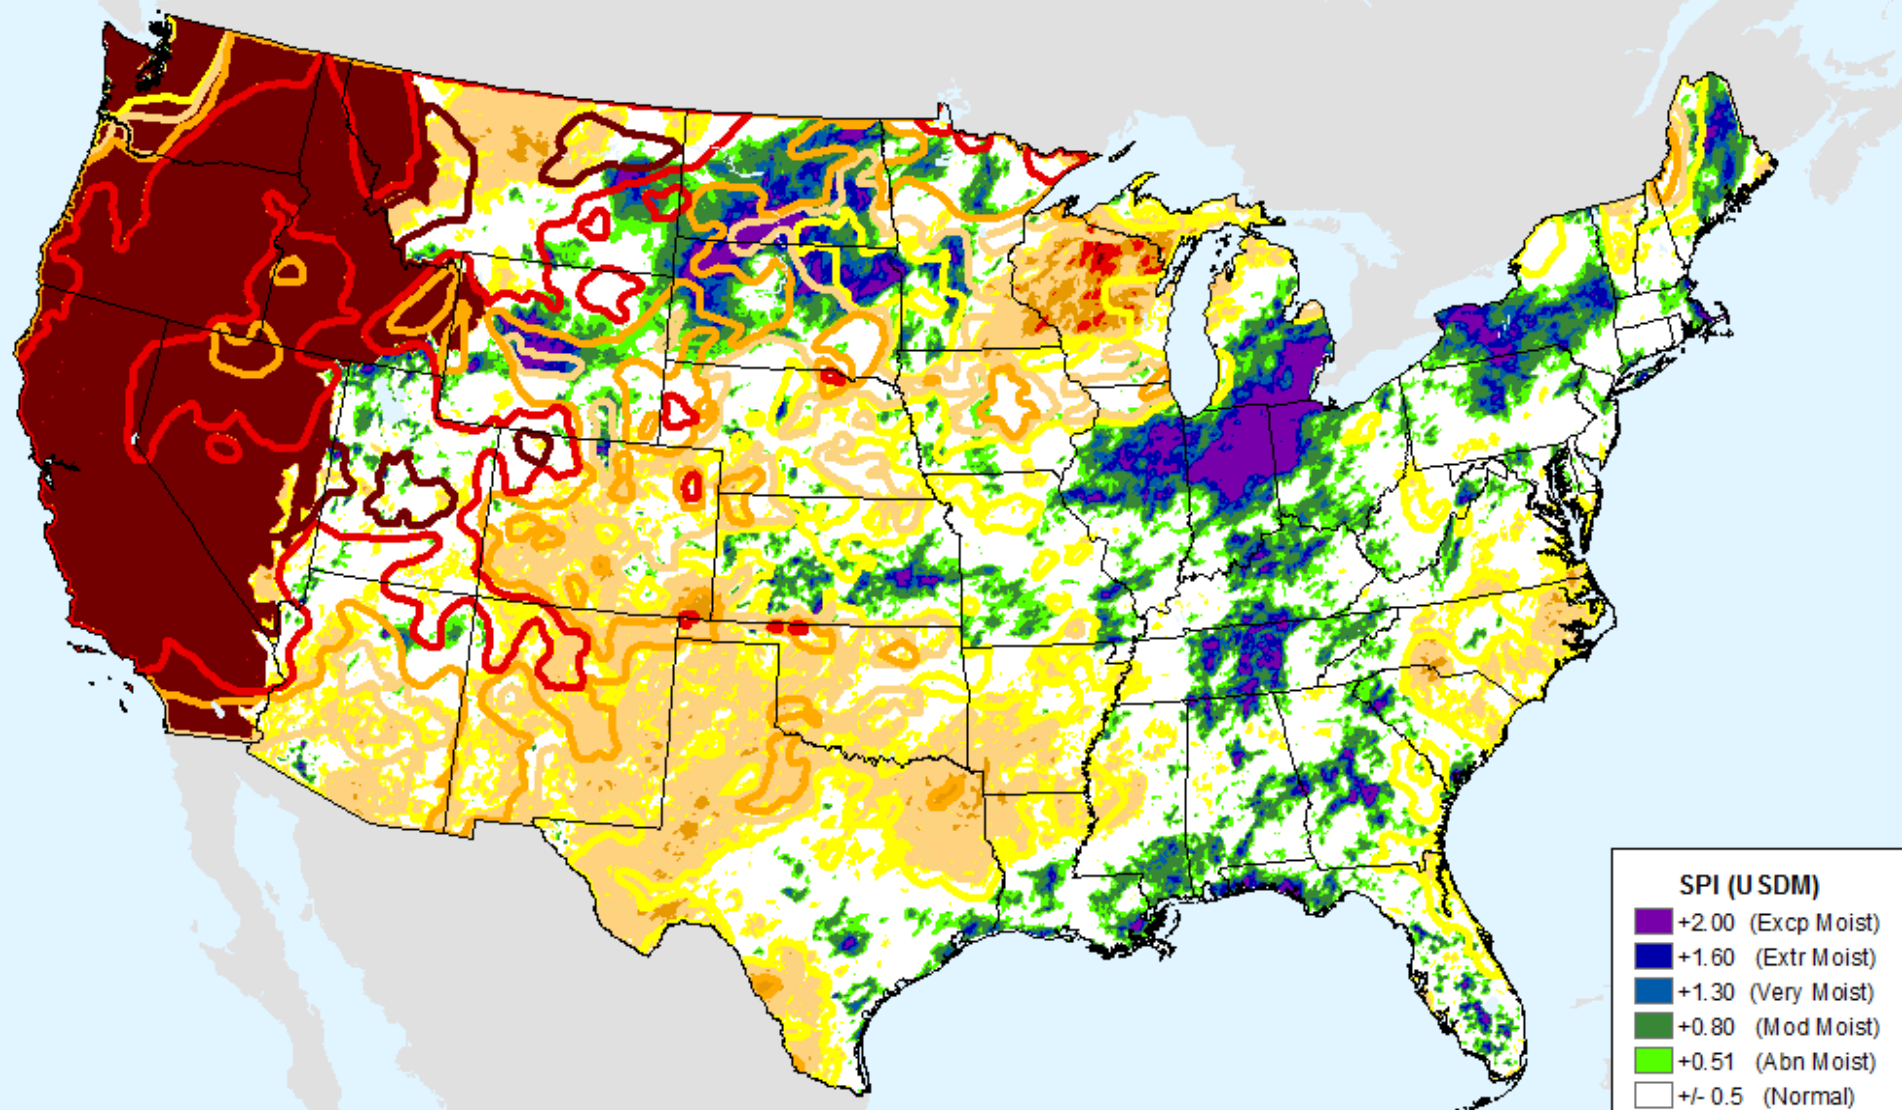 SPI (USDM)
+2.00 (Excp Moist)
+1.60 (Extr Moist)
+1.30 (Very Moist)
+0.80 (Mod Moist)
+0.51 (Abn Moist)
+/- 0.5 (Normal)